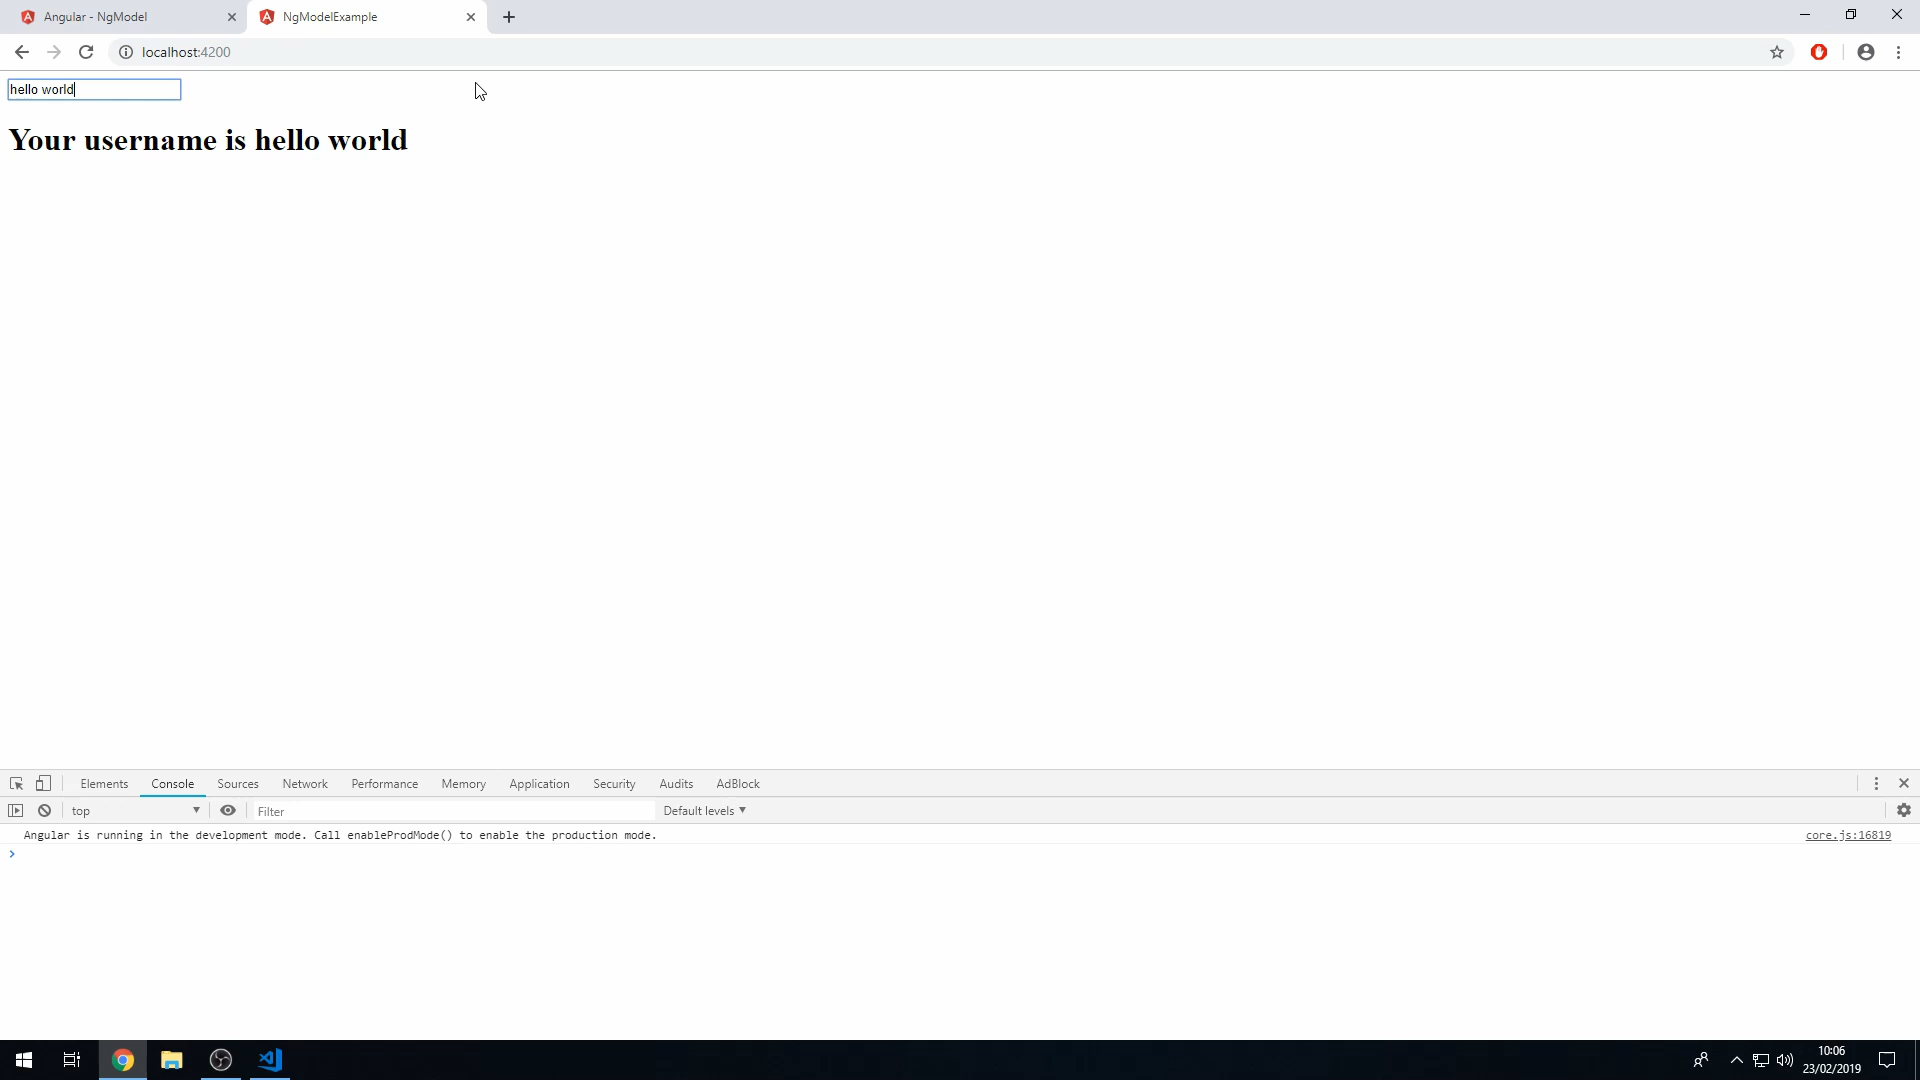 Angular - NgModel
NgModelExample
localhost:4200
hello world
Your username is hello world
Elements Console Sources Network Performance Memory Application Security Audits AdBlock
top Filter Default levels
Angular is running in the development mode. Call enableProdMode() to enable the production mode. core.js:16819
10:06
23/02/2019